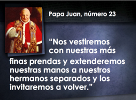 Papa Juan, número 23
“Nos vestiremos
con nuestras más
finas prendas y extenderemos
nuestras manos a nuestros
hermanos separados y los
invitaremos a volver.”